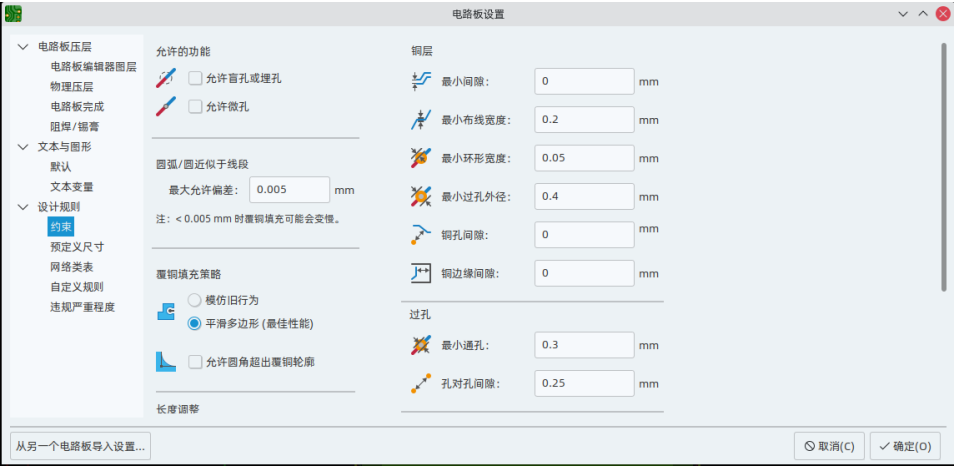 电路板设置
电路板压层
电路板编辑器图层
物理压层
电路板完成
阻焊/锡膏
文本与图形
默认
文本变量
设计规则
约束
预定义尺寸
网络类表
自定义规则
违规严重程度
允许的功能
允许盲孔或埋孔
允许微孔
圆弧/圆近似于线段
最大允许偏差: 0.005 mm
注: < 0.005 mm 时覆铜填充可能会变慢。
覆铜填充策略
模仿旧行为
平滑多边形 (最佳性能)
允许圆角超出覆铜轮廓
长度调整
铜层
最小间隙: 0 mm
最小布线宽度: 0.2 mm
最小环形宽度: 0.05 mm
最小过孔外径: 0.4 mm
铜孔间隙: 0 mm
铜边缘间隙: 0 mm
过孔
最小通孔: 0.3 mm
孔对孔间隙: 0.25 mm
从另一个电路板导入设置...
取消(C)
确定(O)